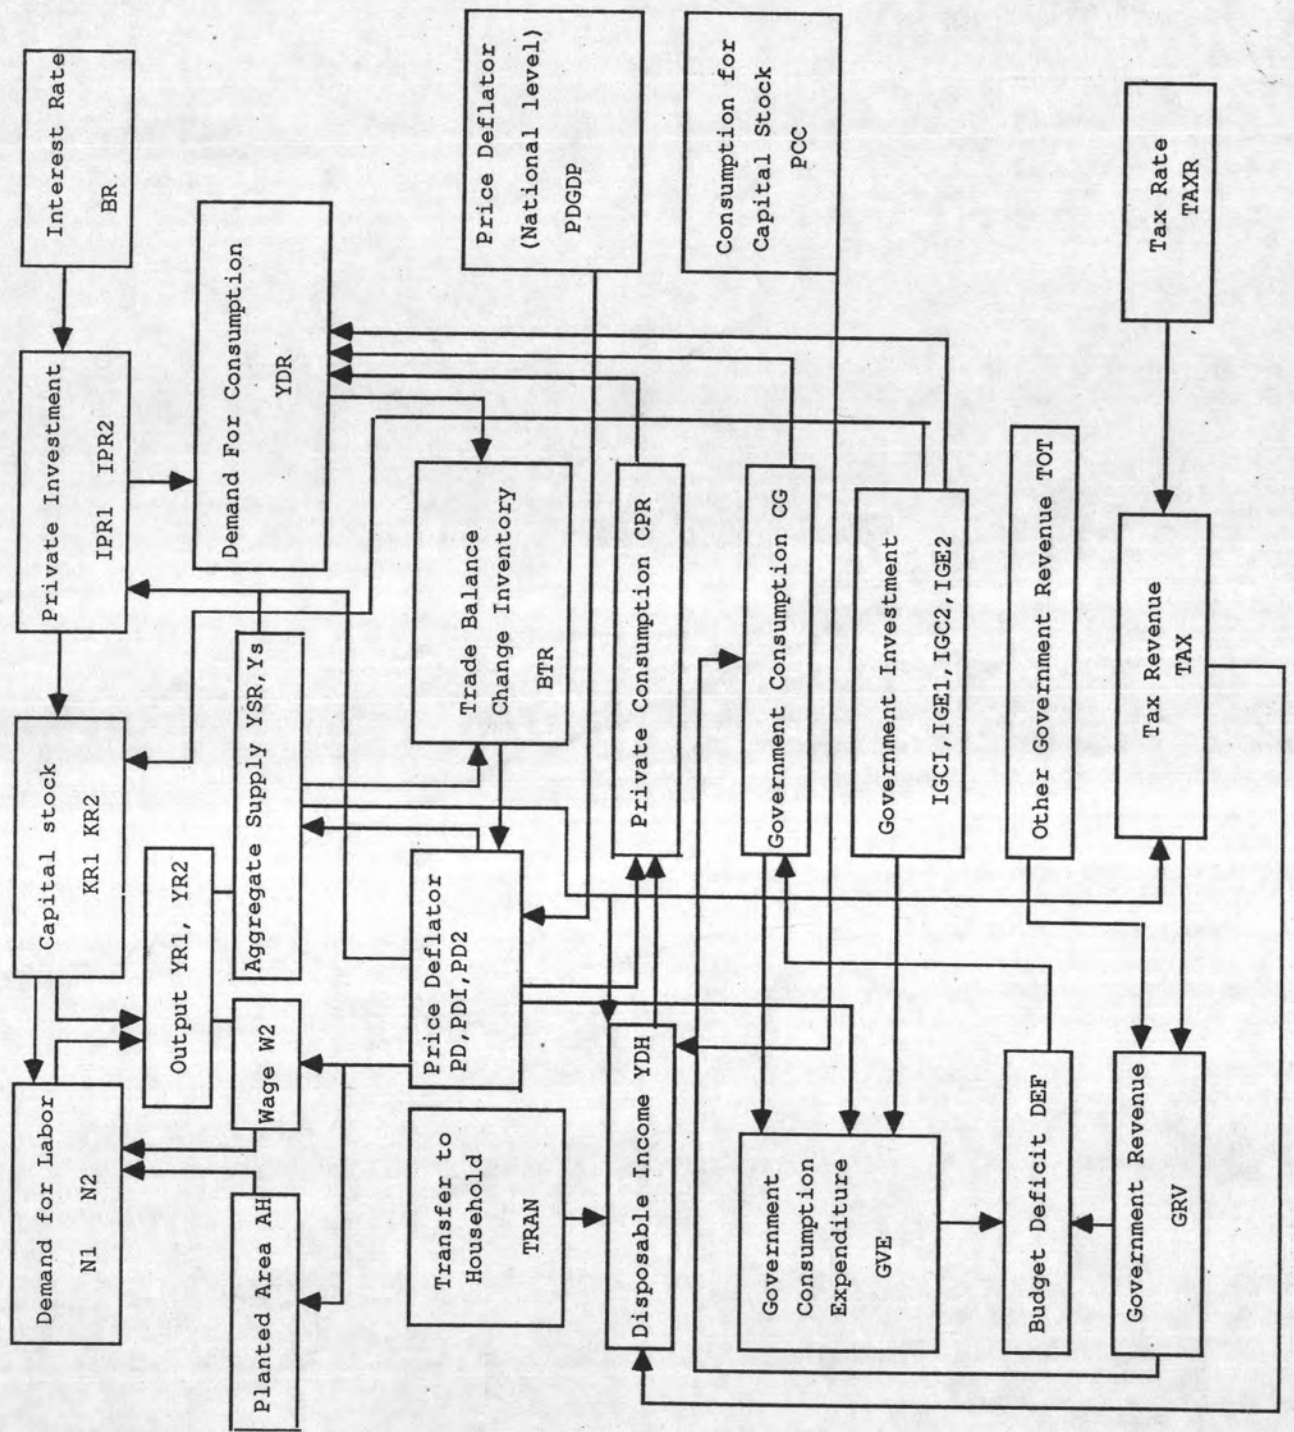 Demand for Labor
N1 N2
Capital stock
KR1 KR2
Private Investment
IPR1 IPR2
Interest Rate
BR
Output YR1, YR2
Planted Area AH
Wage W2
Aggregate Supply YSR,Ys
Demand For Consumption
YDR
Transfer to
Household
TRAN
Price Deflator
PD,PDI,PD2
Trade Balance
Change Inventory
BTR
Price Deflator
(National level)
PDGDP
Disposable Income YDH
Private Consumption CPR
Consumption for
Capital Stock
PCC
Government
Consumption
Expenditure
GVE
Government Consumption CG
Government Investment
IGCI,IGE1,IGC2,IGE2
Budget Deficit DEF
Other Government Revenue TOT
Government Revenue
GRV
Tax Revenue
TAX
Tax Rate
TAXR